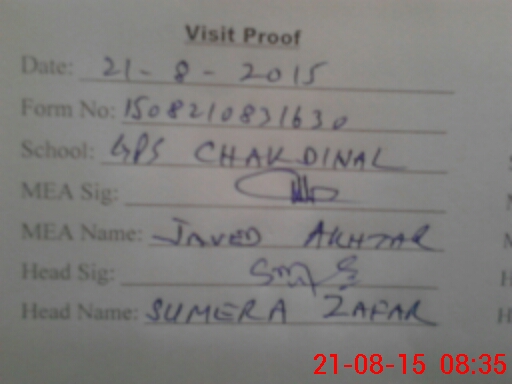 Visit Proof
Date: 21 - 8 - 2015
Form No: 1508210831630
School: GPS CHAK DINAL
MEA Sig:
MEA Name: JAVED AKHTAR
Head Sig:
Head Name: SUMERA ZAFAR
21-08-15 08:35